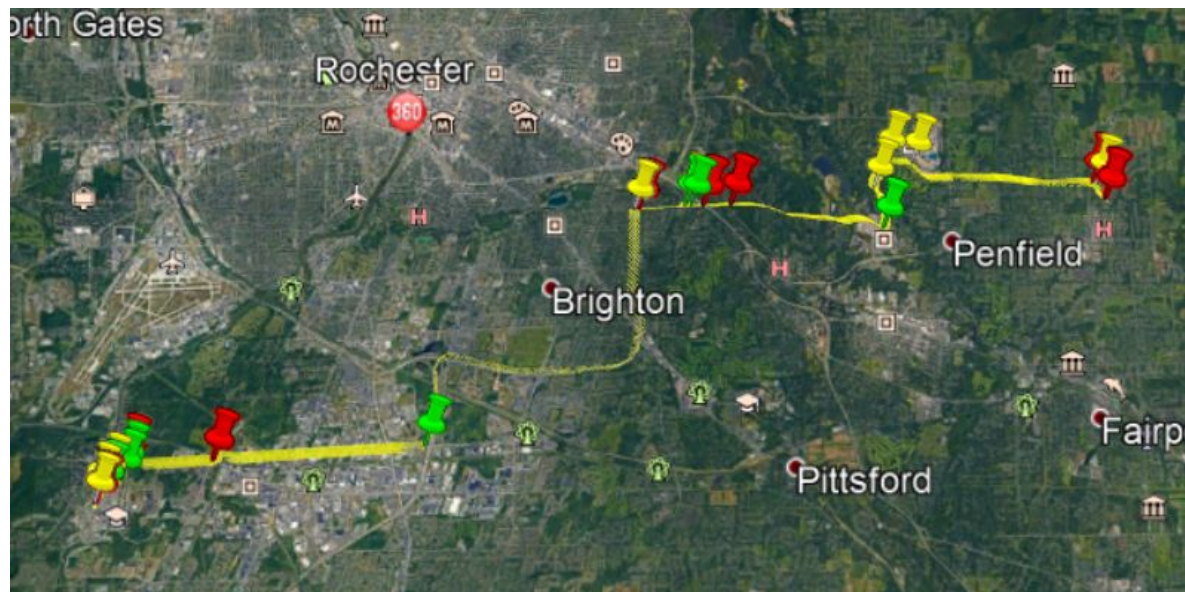 orth Gates
Rochester
360
Penfield
Brighton
Fairp
Pittsford